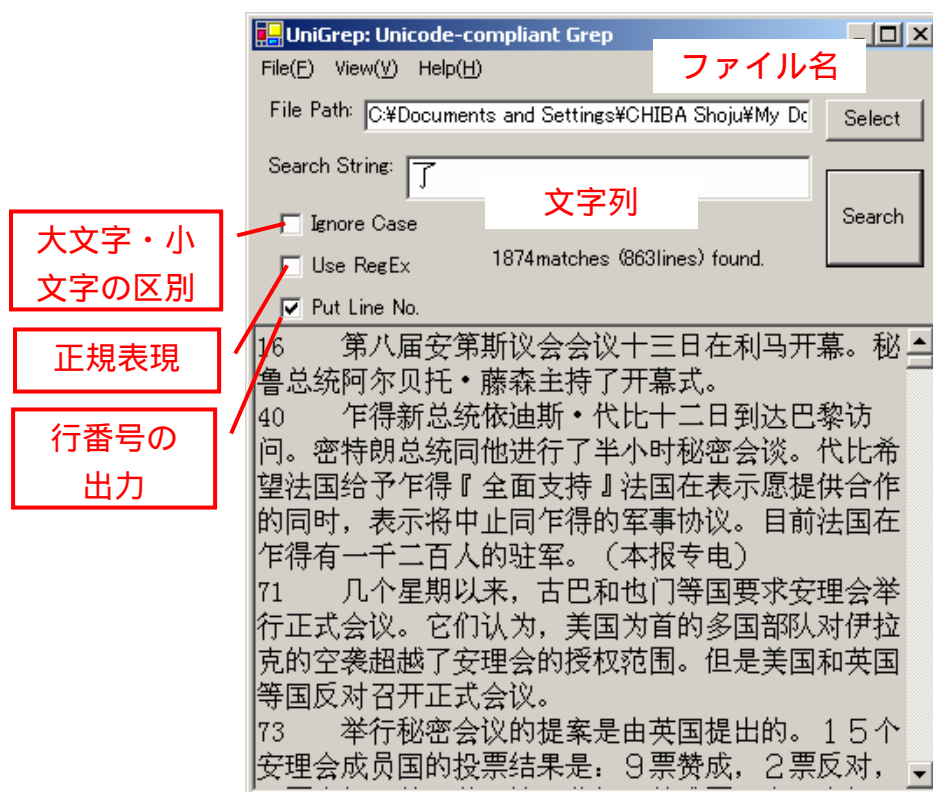 UniGrep: Unicode-compliant Grep
File(F) View(V) Help(H)
ファイル名
File Path: C:¥Documents and Settings¥CHIBA Shoju¥My Dc
Select
Search String: 了
文字列
Search
大文字・小
文字の区別
Ignore Case
Use RegEx
1874matches (863lines) found.
Put Line No.
正規表現
行番号の
出力
16 第八届安第斯议会会议十三日在利马开幕。秘
鲁总统阿尔贝托・藤森主持了开幕式。
40 乍得新总统依迪斯・代比十二日到达巴黎访
问。密特朗总统同他进行了半小时秘密会谈。代比希
望法国给予乍得『全面支持』法国在表示愿提供合作
的同时，表示将中止同乍得的军事协议。目前法国在
乍得有一千二百人的驻军。（本报专电）
71 几个星期以来，古巴和也门等国要求安理会举
行正式会议。它们认为，美国为首的多国部队对伊拉
克的空袭超越了安理会的授权范围。但是美国和英国
等国反对召开正式会议。
73 举行秘密会议的提案是由英国提出的。１５个
安理会成员国的投票结果是：９票赞成，２票反对，